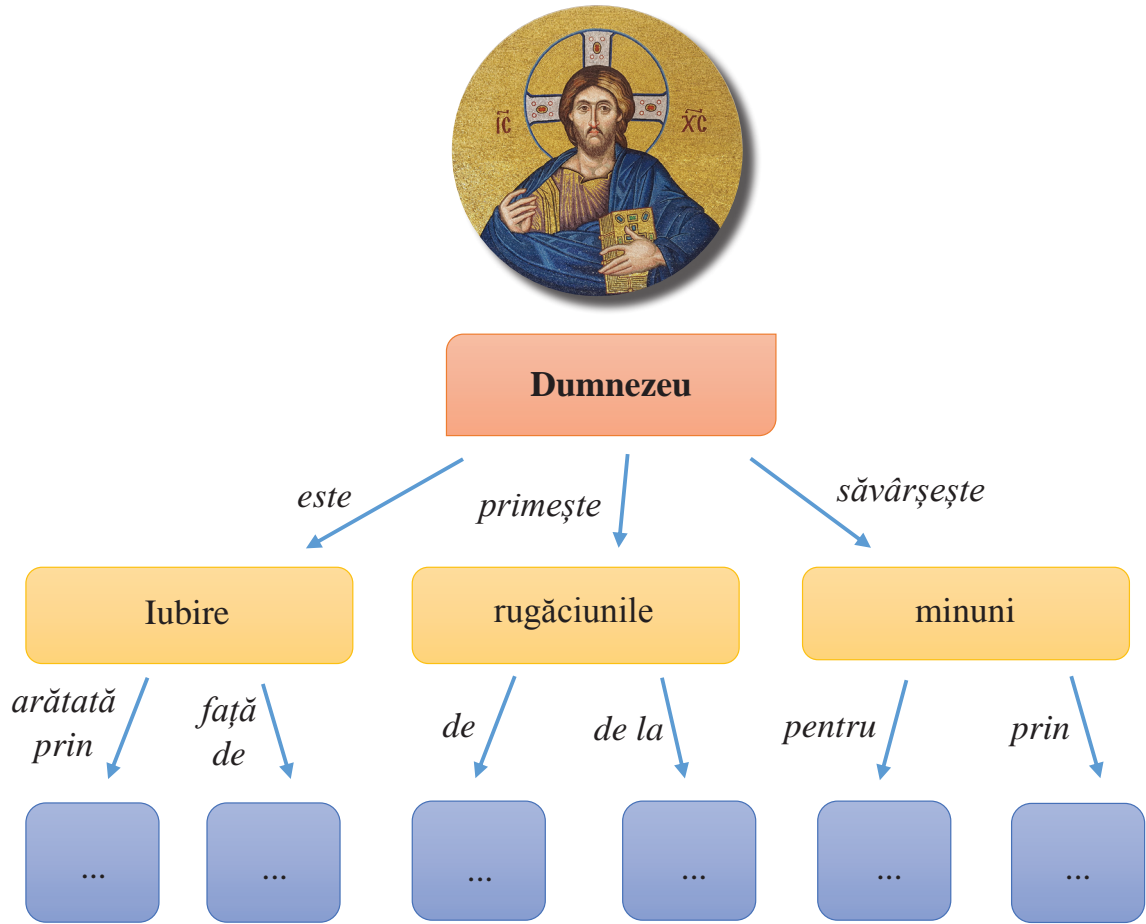 IC XC
Dumnezeu
este
primește
săvârșește
Iubire
rugăciunile
minuni
arătată
prin
față
de
de
de la
pentru
prin
...
...
...
...
...
...